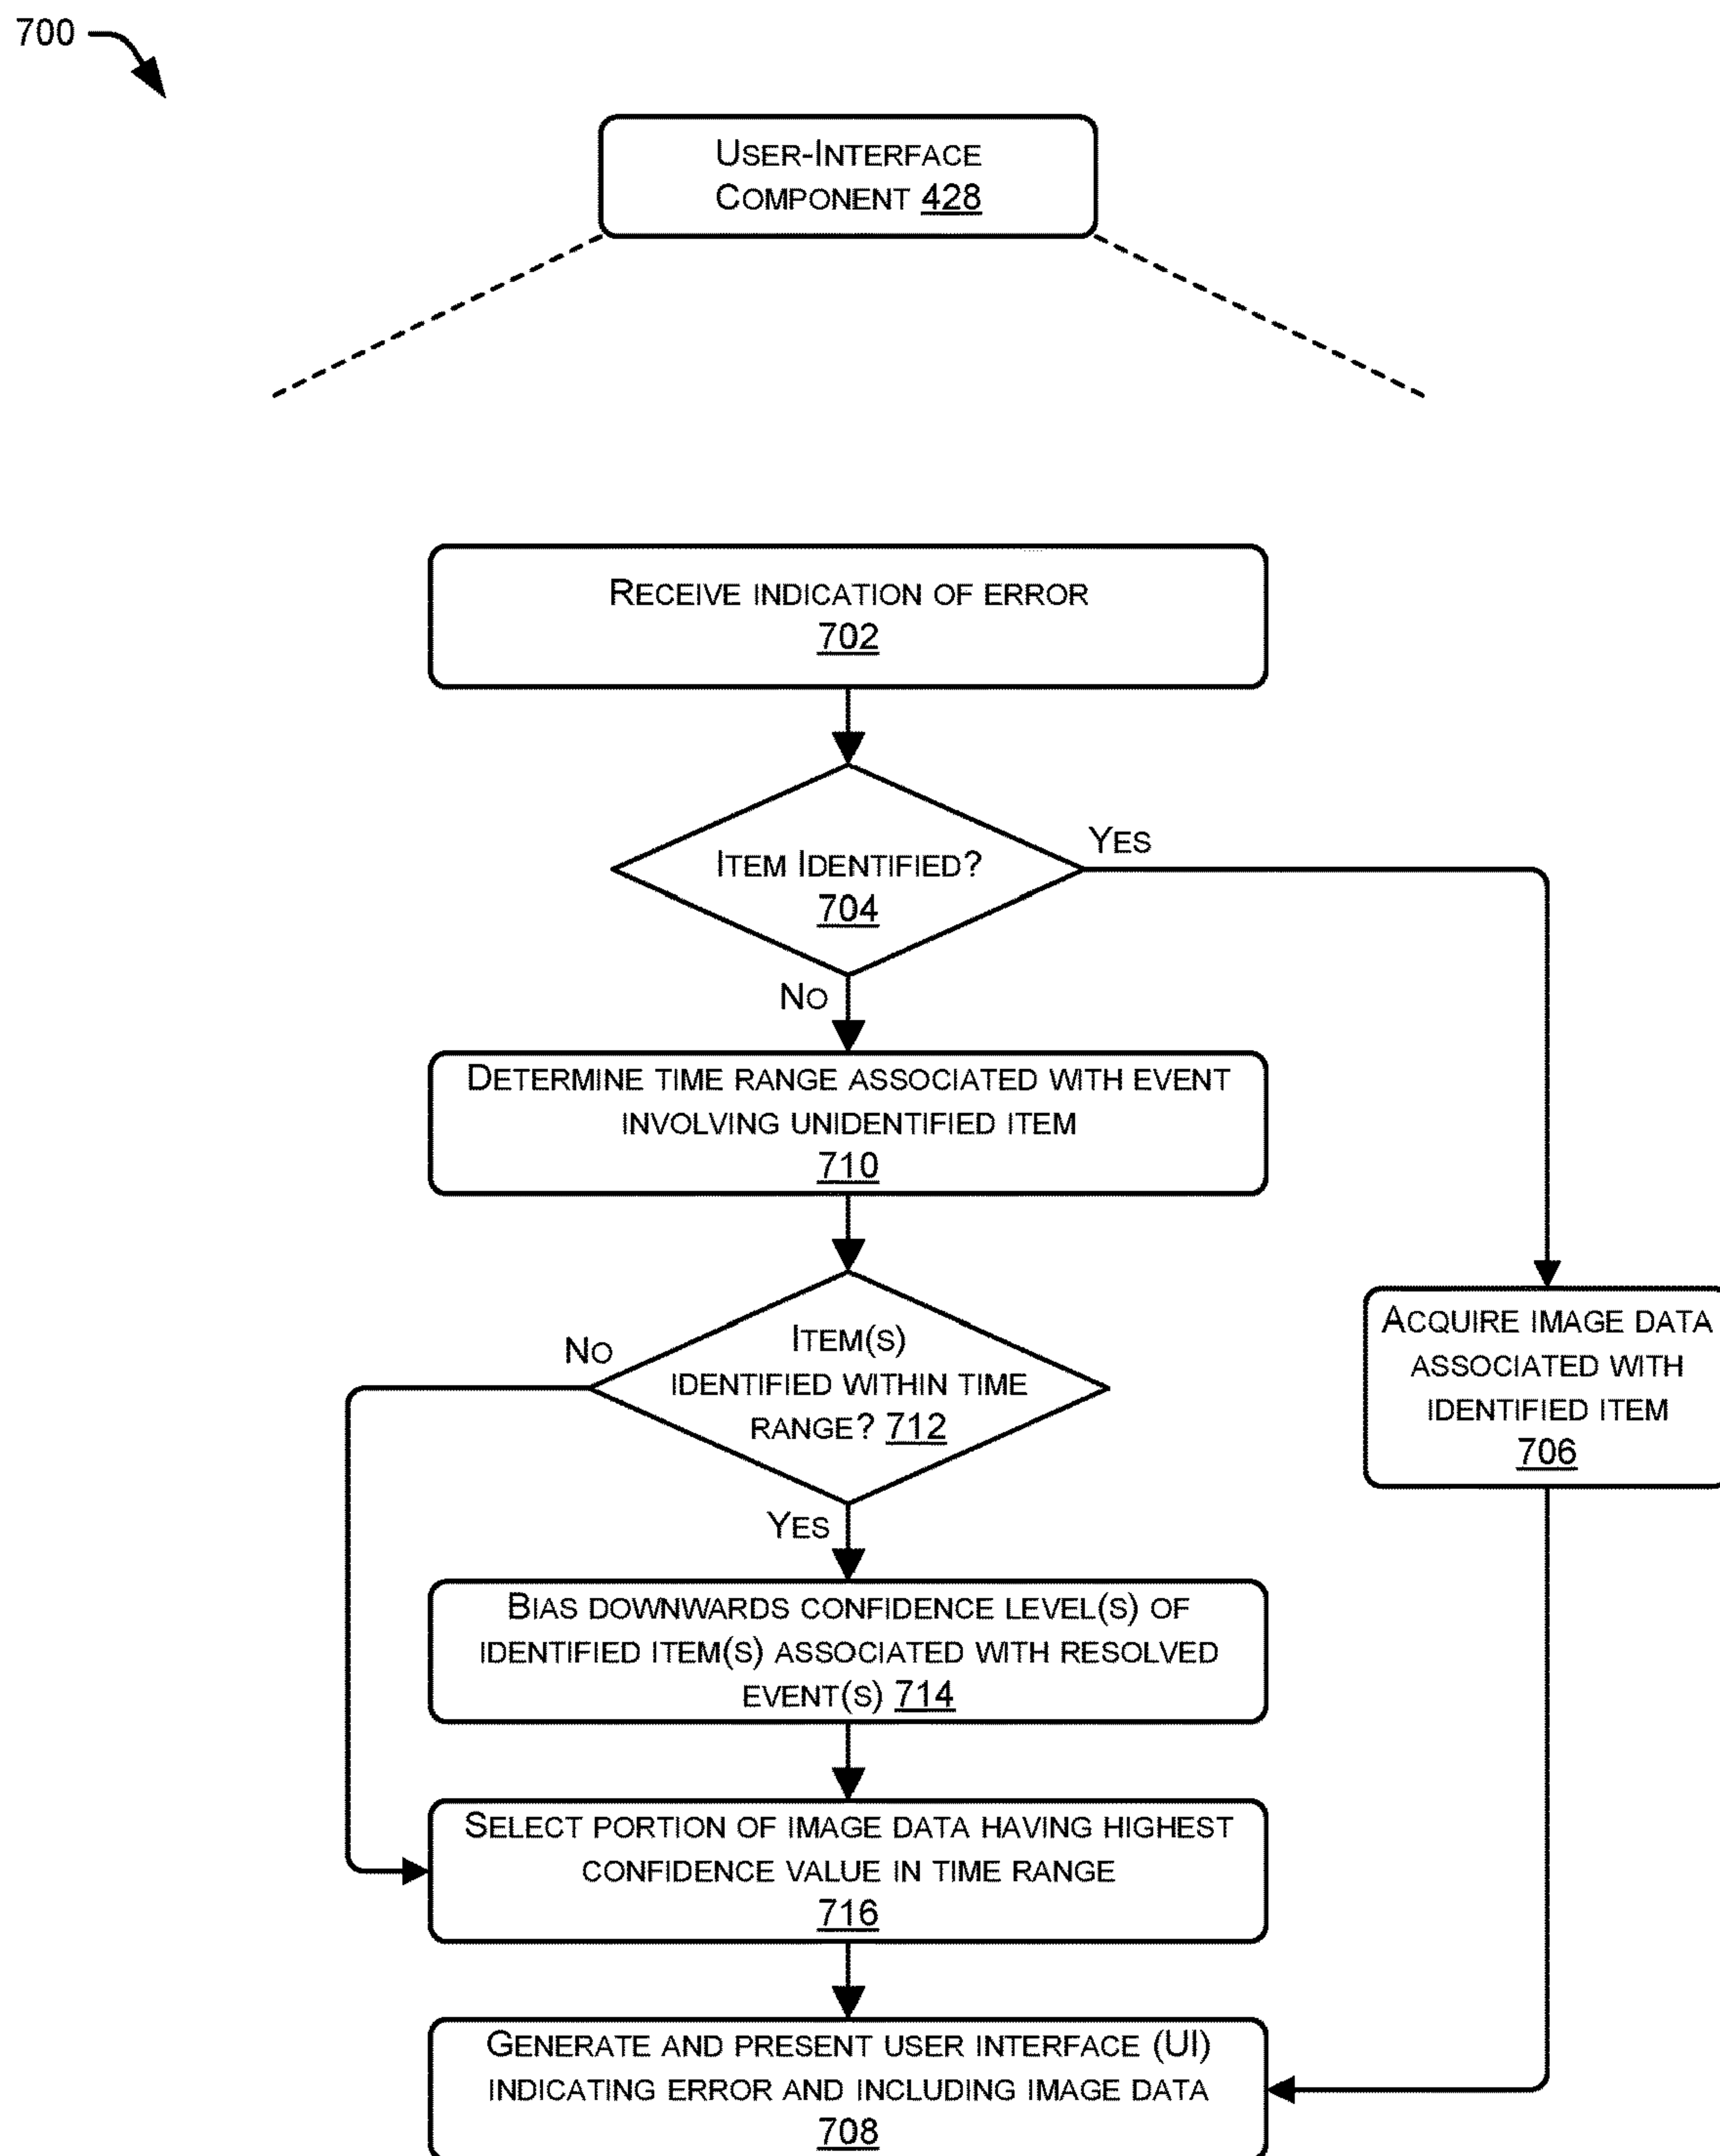 700
USER-INTERFACE
COMPONENT 428
RECEIVE INDICATION OF ERROR
702
YES
ITEM IDENTIFIED?
704
NO
DETERMINE TIME RANGE ASSOCIATED WITH EVENT
INVOLVING UNIDENTIFIED ITEM
710
NO
ITEM(S)
IDENTIFIED WITHIN TIME
RANGE? 712
ACQUIRE IMAGE DATA
ASSOCIATED WITH
IDENTIFIED ITEM
706
YES
BIAS DOWNWARDS CONFIDENCE LEVEL(S) OF
IDENTIFIED ITEM(S) ASSOCIATED WITH RESOLVED
EVENT(S) 714
SELECT PORTION OF IMAGE DATA HAVING HIGHEST
CONFIDENCE VALUE IN TIME RANGE
716
GENERATE AND PRESENT USER INTERFACE (UI)
INDICATING ERROR AND INCLUDING IMAGE DATA
708